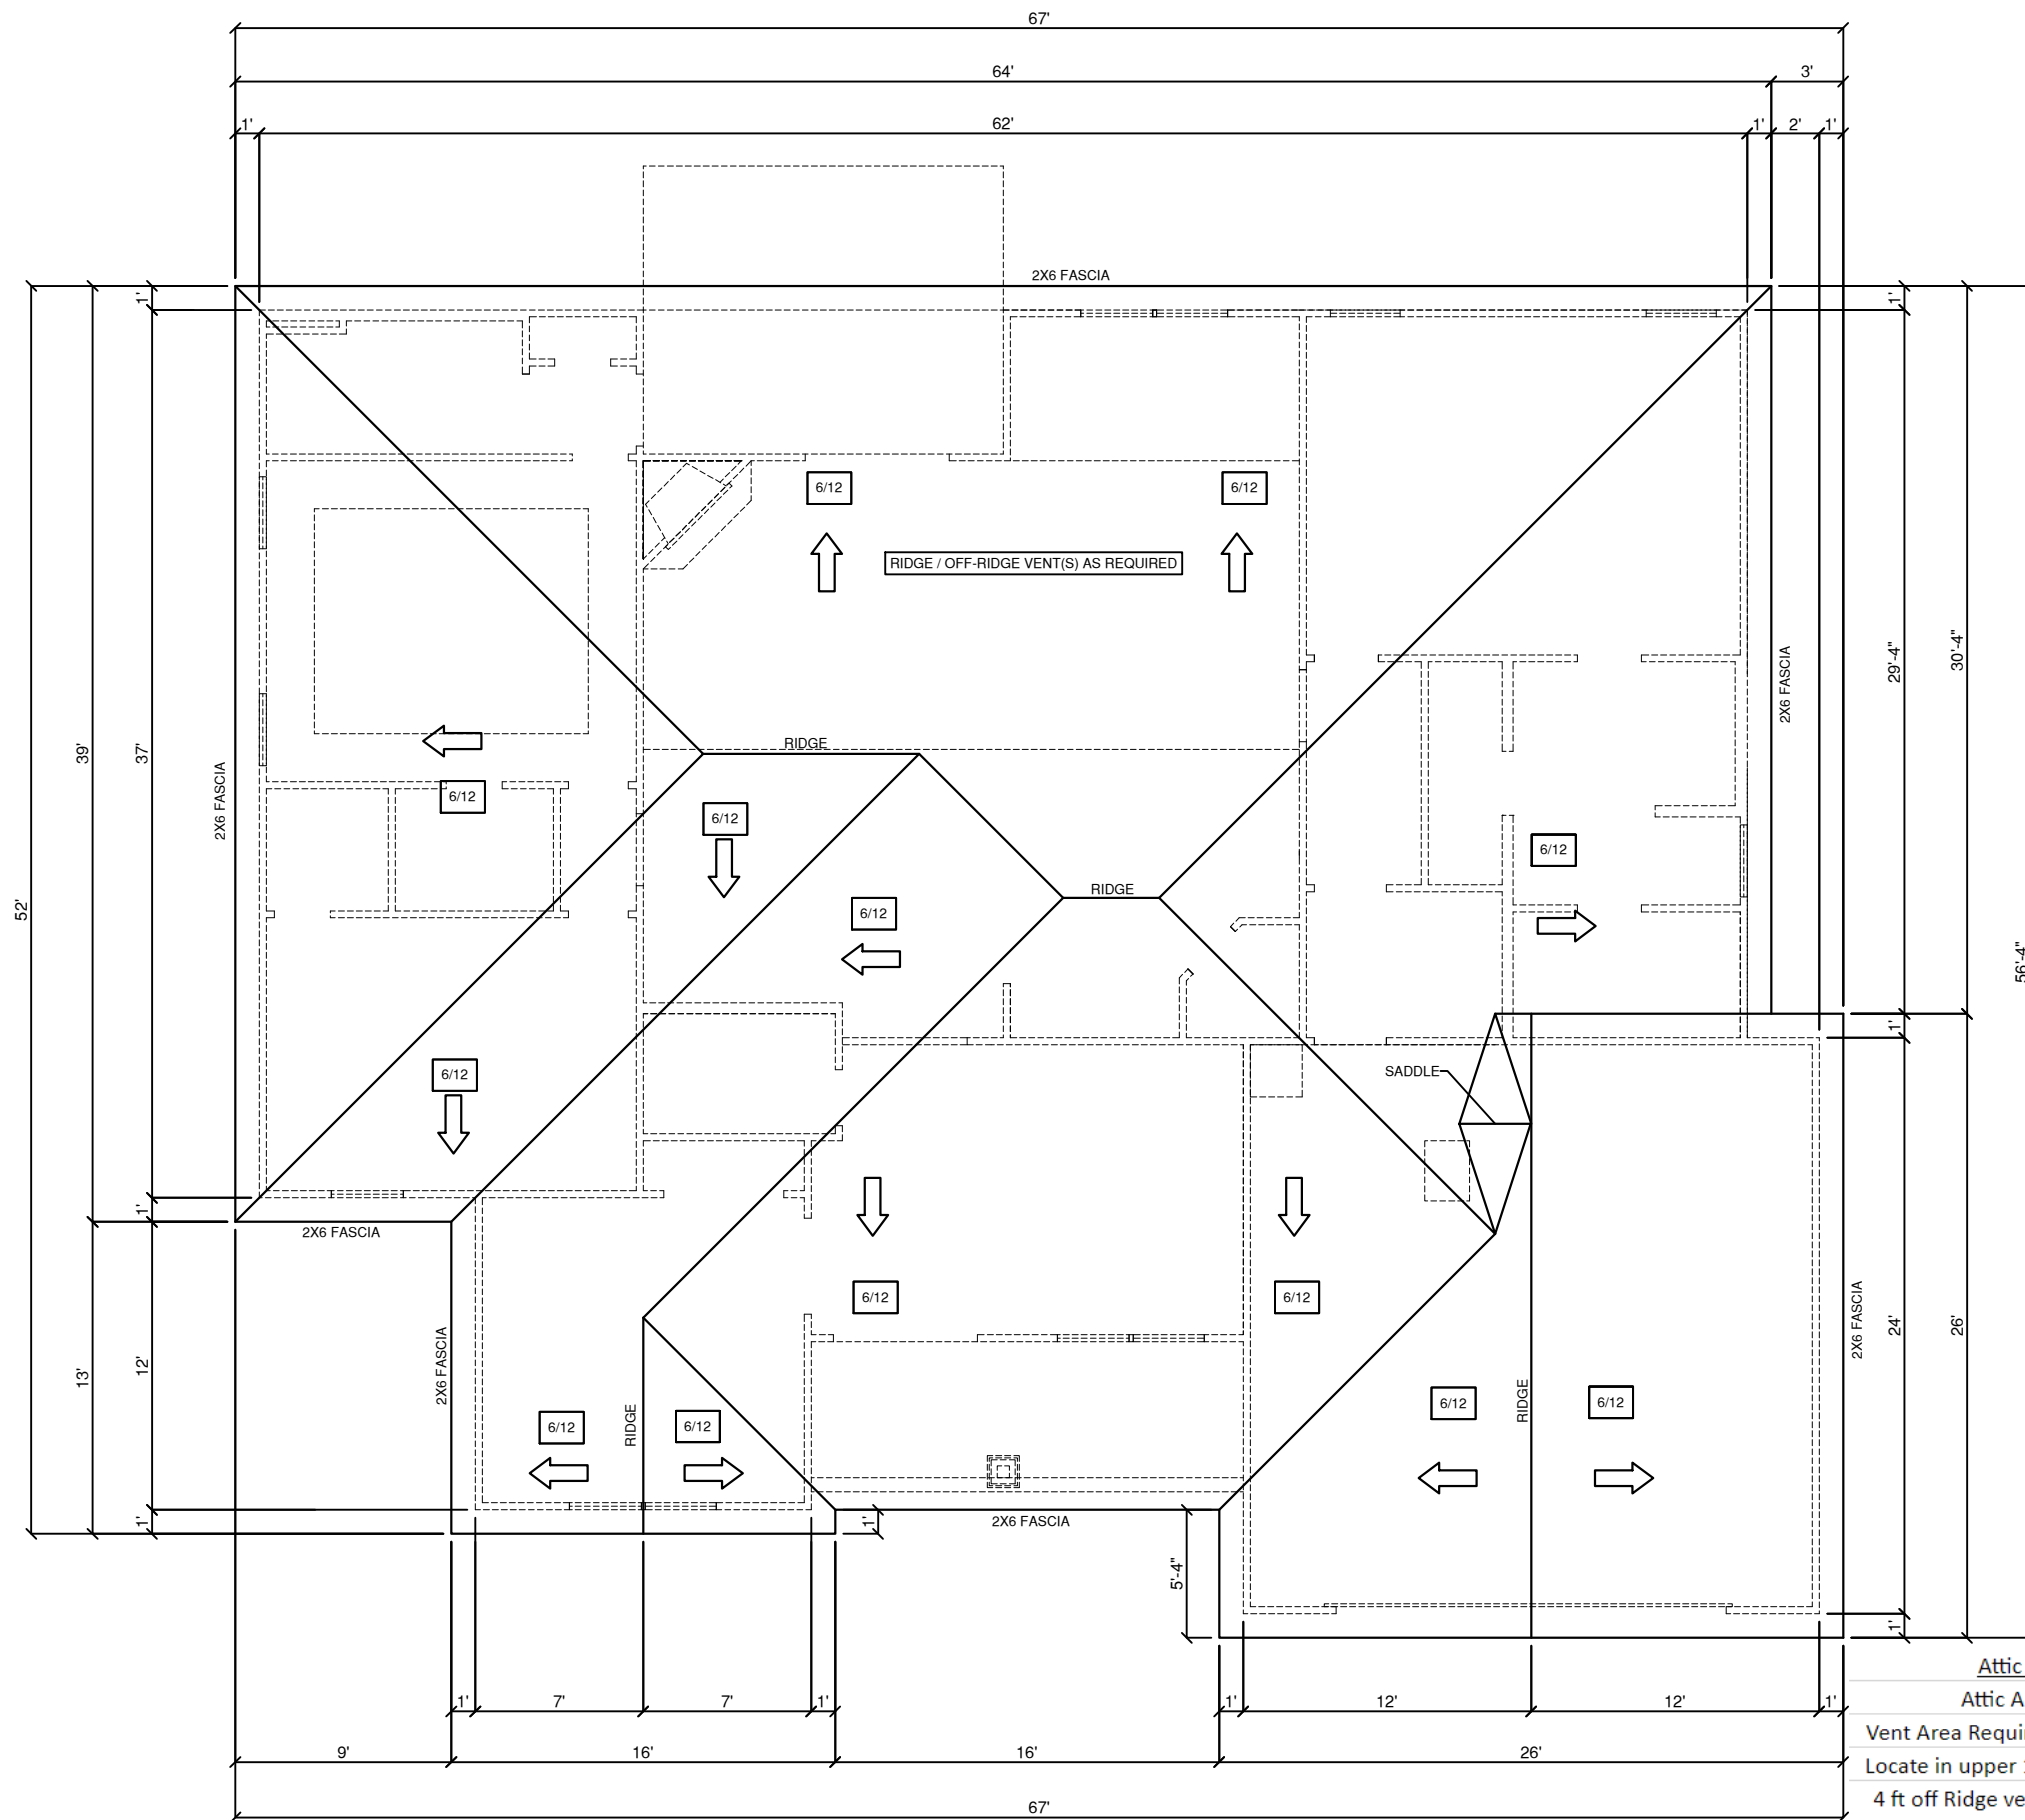 67'
64'
3'
1'
62'
1'
2'
1'
2X6 FASCIA
1'
1'
6/12
6/12
RIDGE / OFF-RIDGE VENT(S) AS REQUIRED
39'
37'
2X6 FASCIA
29'-4"
30'-4"
RIDGE
2X6 FASCIA
6/12
6/12
6/12
RIDGE
52'
6/12
56'-4"
1'
SADDLE
6/12
1'
2X6 FASCIA
6/12
6/12
2X6 FASCIA
24'
26'
2X6 FASCIA
13'
12'
6/12
6/12
RIDGE
6/12
6/12
RIDGE
1'
1'
2X6 FASCIA
5'-4"
1'
Attic
Attic A
1'
7'
7'
1'
1'
12'
12'
1'
Vent Area Requi
9'
16'
16'
26'
Locate in upper
4 ft off Ridge ve
67'